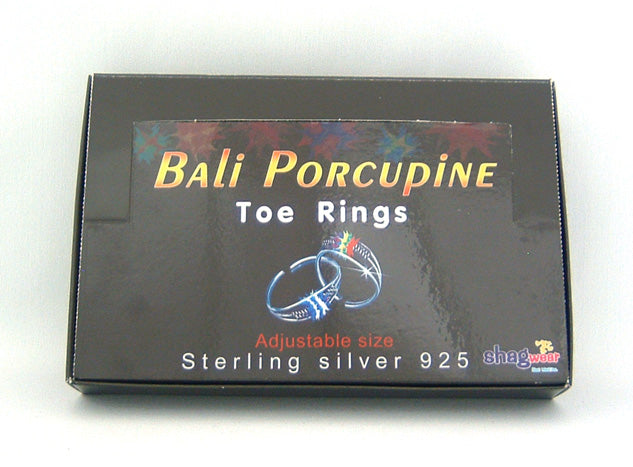 Bali Porcupine
Toe Rings
Adjustable size
Sterling silver 925
shagwear